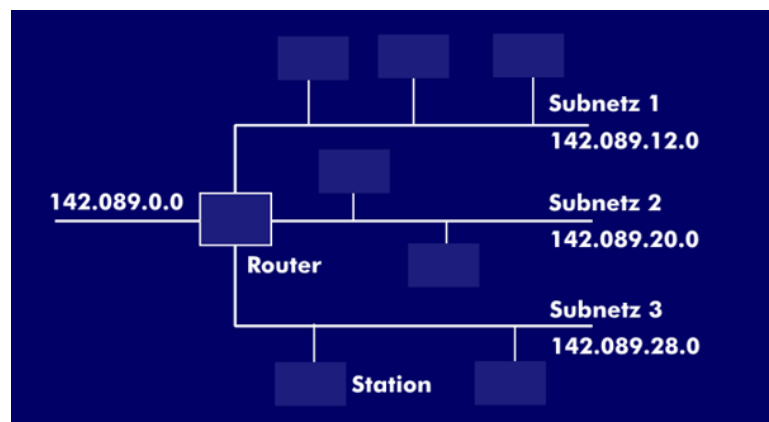 Subnetz 1
142.089.12.0
142.089.0.0
Subnetz 2
142.089.20.0
Router
Subnetz 3
142.089.28.0
Station